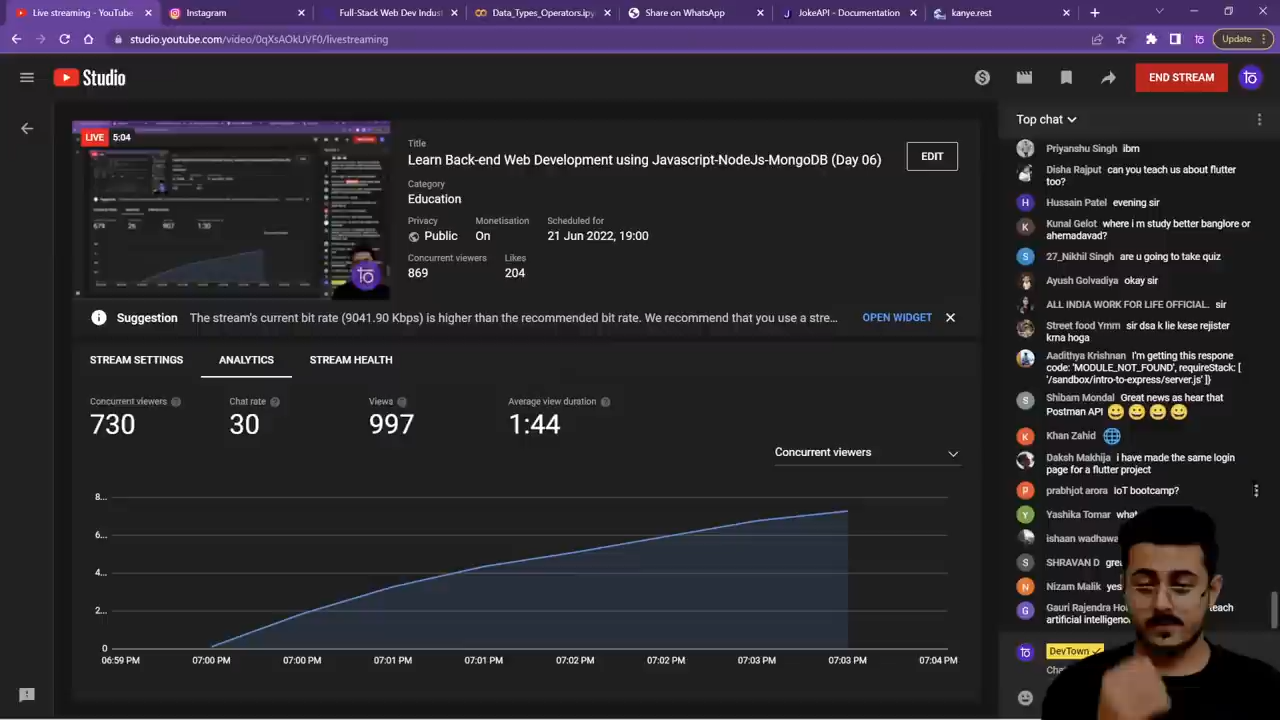 Live streaming - YouTube
Instagram
Full-Stack Web Dev Indust
Data_Types_Operators.ipy
Share on WhatsApp
JokeAPI - Documentation
kanye.rest
studio.youtube.com/video/0qXsAOkUVF0/livestreaming
Update
Studio
END STREAM
LIVE 5:04
Title
Learn Back-end Web Development using Javascript-NodeJs-MongoDB (Day 06)
EDIT
Category
Education
Privacy Monetisation Scheduled for
Public On 21 Jun 2022, 19:00
Concurrent viewers Likes
869 204
Suggestion The stream's current bit rate (9041.90 Kbps) is higher than the recommended bit rate. We recommend that you use a stre...
OPEN WIDGET
STREAM SETTINGS ANALYTICS STREAM HEALTH
Concurrent viewers Chat rate Views Average view duration
730 30 997 1:44
Concurrent viewers
8...
6...
4...
2...
0
06:59 PM 07:00 PM 07:00 PM 07:01 PM 07:01 PM 07:02 PM 07:02 PM 07:03 PM 07:03 PM 07:04 PM
Top chat
Priyanshu Singh ibm
Disha Rajput can you teach us about flutter
too?
Hussain Patel evening sir
Kunal Gelot where i m study better banglore or
ahemadavad?
27_Nikhil Singh are u going to take quiz
Ayush Golvadiya okay sir
ALL INDIA WORK FOR LIFE OFFICIAL. sir
Street food Ymm sir dsa k lie kese rejister
krna hoga
Aadithya Krishnan I'm getting this respone
code: 'MODULE_NOT_FOUND', requireStack: [
'/sandbox/intro-to-express/server.js' ]}
Shibam Mondal Great news as hear that
Postman API 😀 😀 😀 😀
Khan Zahid 🌐
Daksh Makhija i have made the same login
page for a flutter project
prabhjot arora IoT bootcamp?
Yashika Tomar
ishaan wadhawa
SHRAVAN D
Nizam Malik yes
Gauri Rajendra
artificial
DevTown